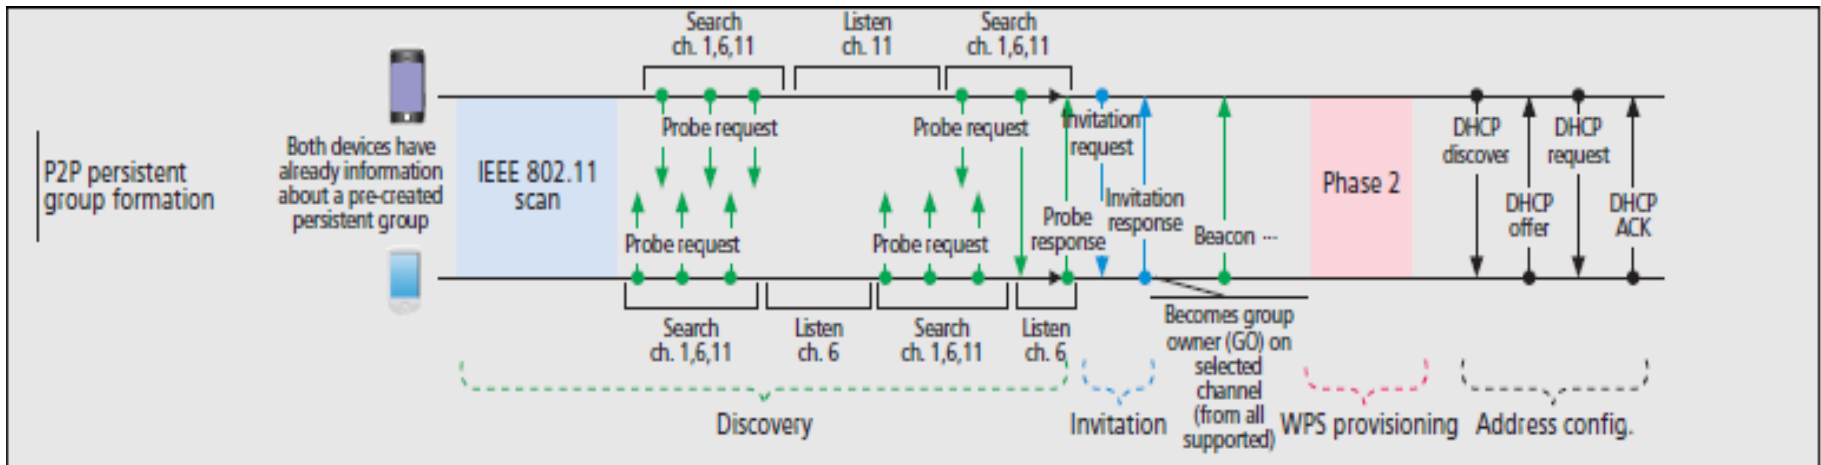 P2P persistent
group formation
Both devices have
already information
about a pre-created
persistent group
IEEE 802.11
scan
Search
ch. 1,6,11
Listen
ch. 11
Search
ch. 1,6,11
Probe request
Probe request
Probe request
Probe request
Search
ch. 1,6,11
Listen
ch. 6
Search
ch. 1,6,11
Listen
ch. 6
Probe
response
Invitation
request
Invitation
response
Beacon ...
Becomes group
owner (GO) on
selected
channel
(from all
supported)
Phase 2
DHCP
discover
DHCP
offer
DHCP
request
DHCP
ACK
Discovery
Invitation
WPS provisioning
Address config.